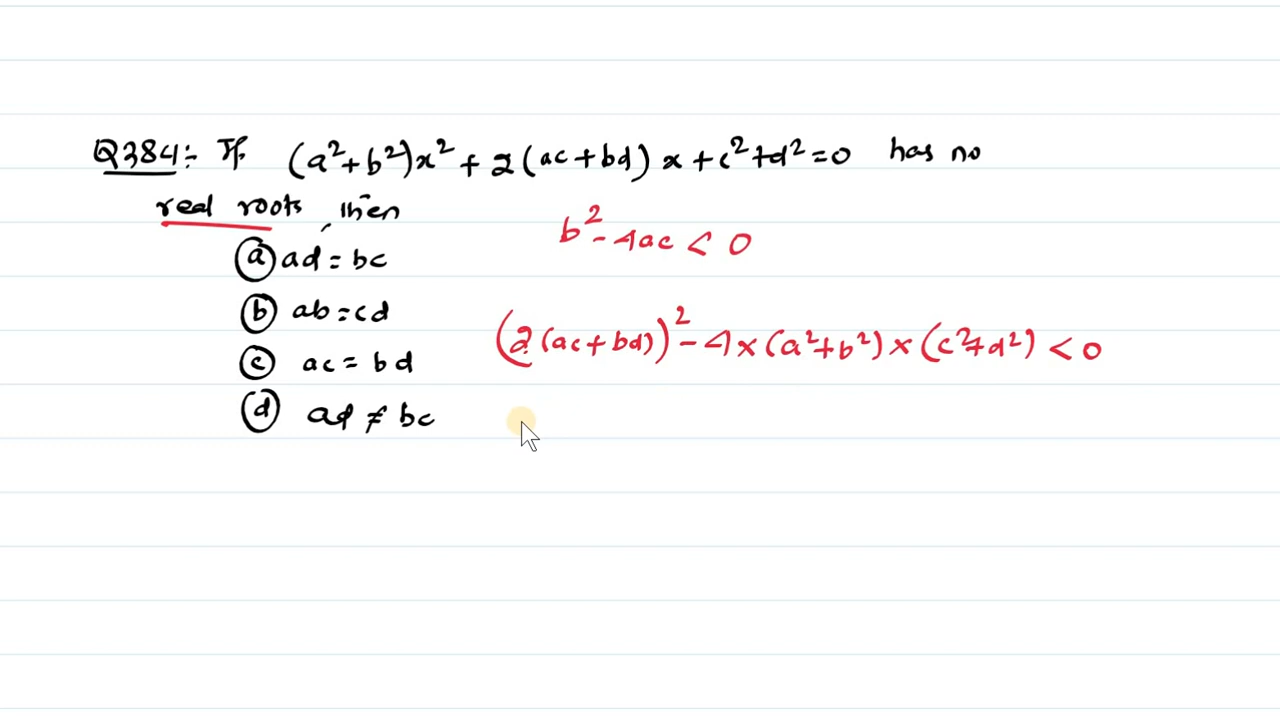 Q384:- If (a²+b²)x² + 2(ac+bd)x + c²+d²=0 has no
real roots, then
b²-4ac < 0
(a) ad = bc
(b) ab = cd
(2(ac+bd))² - 4×(a²+b²)×(c²+d²) < 0
(c) ac = bd
(d) ad ≠ bc